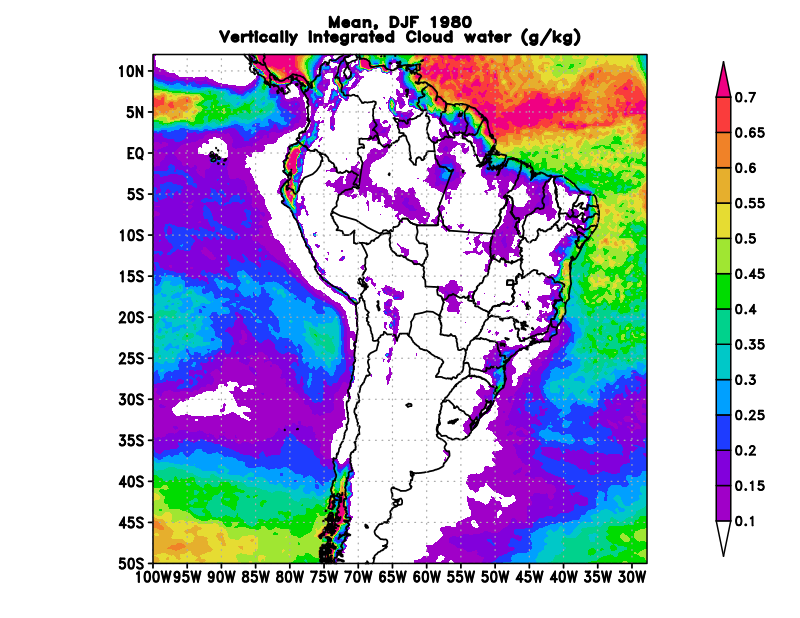 Mean, DJF 1980
Vertically Integrated Cloud water (g/kg)
10N
5N
EQ
5S
10S
15S
20S
25S
30S
35S
40S
45S
50S
100W 95W 90W 85W 80W 75W 70W 65W 60W 55W 50W 45W 40W 35W 30W
0.7
0.65
0.6
0.55
0.5
0.45
0.4
0.35
0.3
0.25
0.2
0.15
0.1